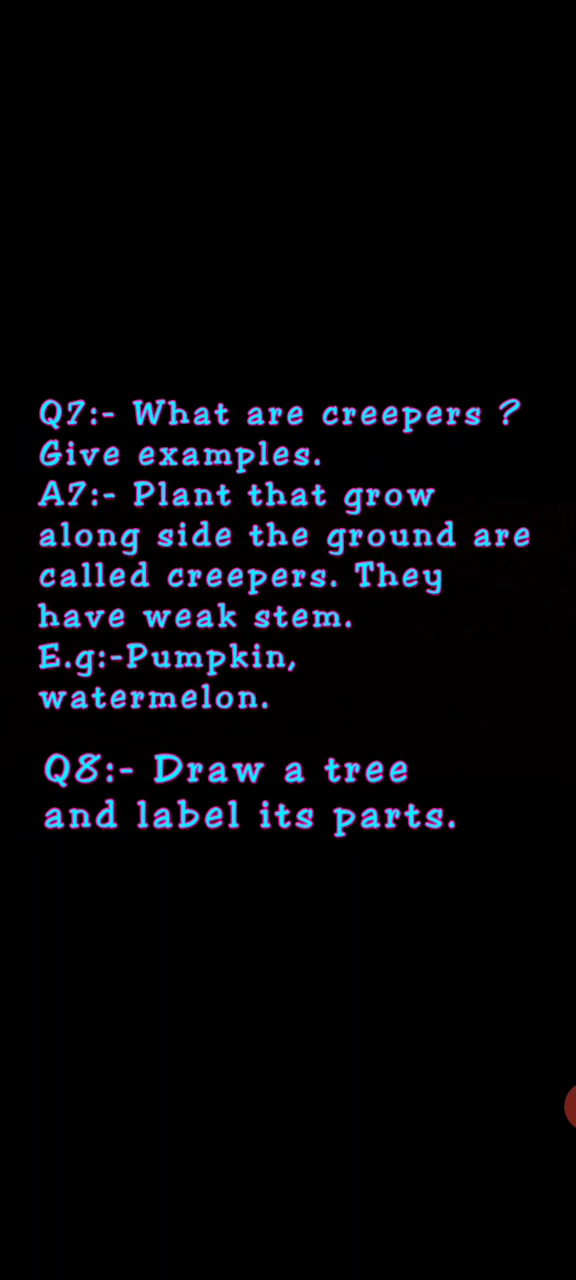 Q7:- What are creepers ?
Give examples.
A7:- Plant that grow
along side the ground are
called creepers. They
have weak stem.
E.g:-Pumpkin,
watermelon.
Q8:- Draw a tree
and label its parts.